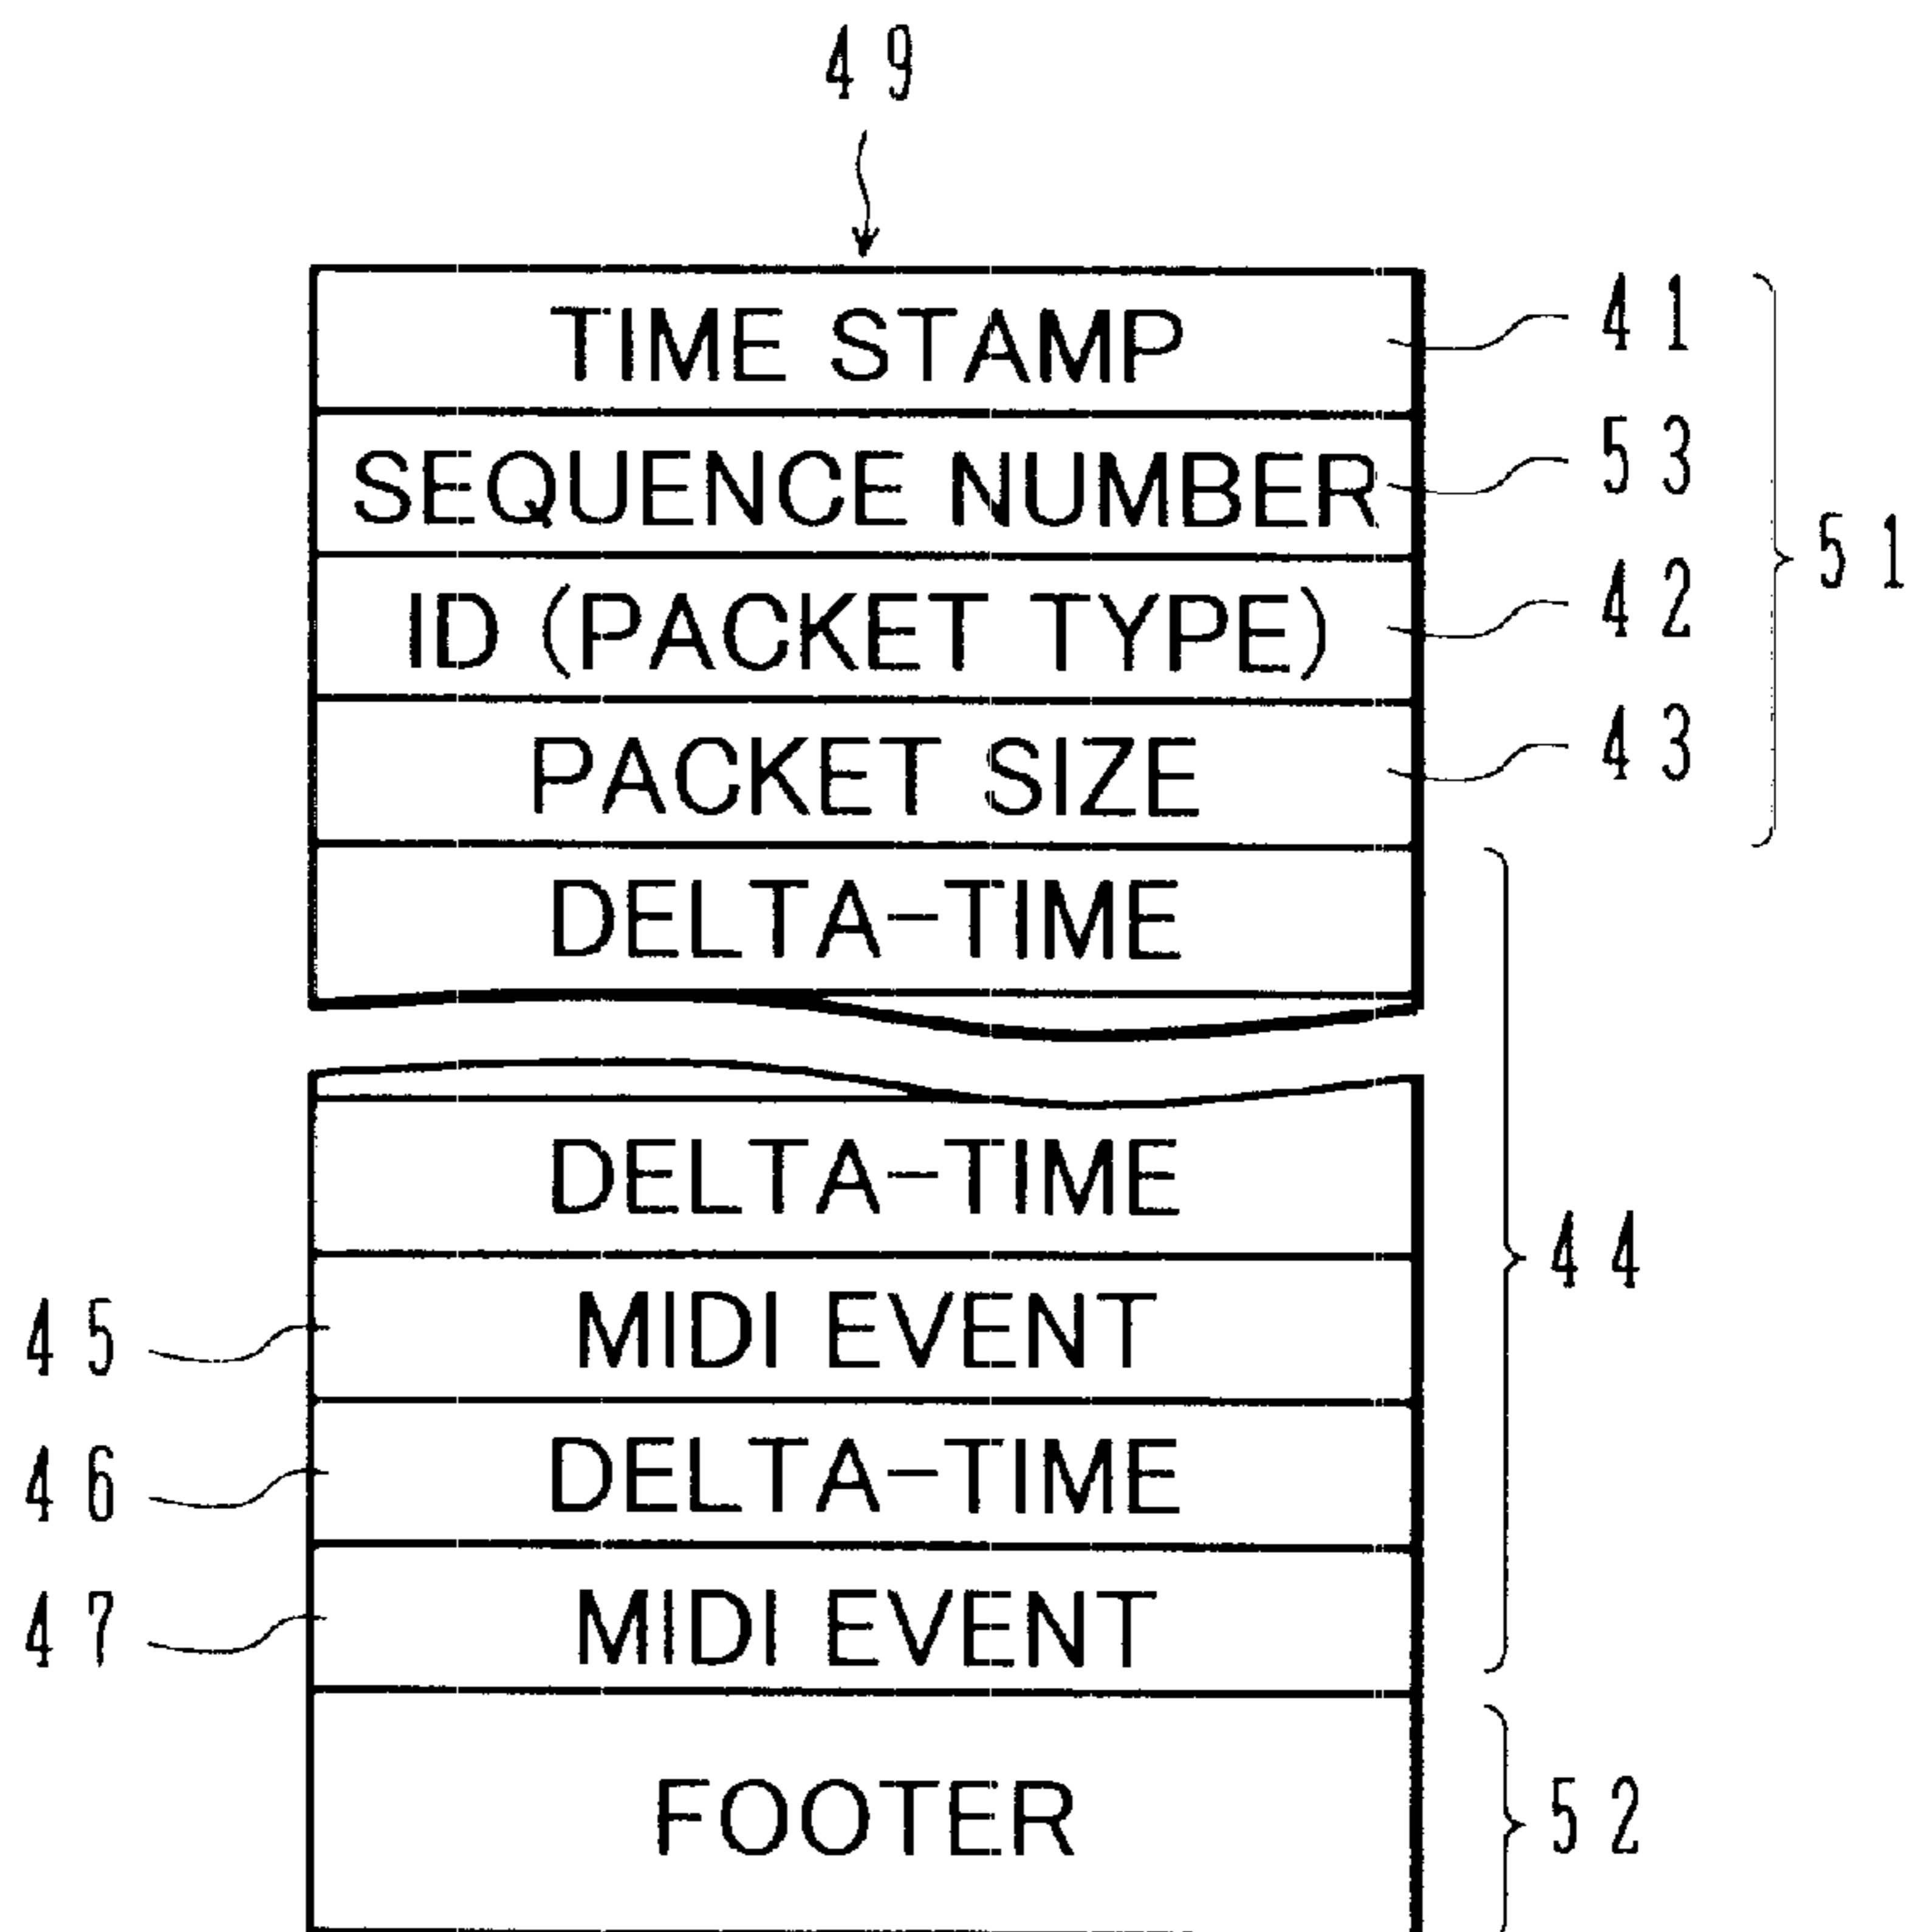 49
TIME STAMP 41
SEQUENCE NUMBER 53
51
ID (PACKET TYPE) 42
PACKET SIZE 43
DELTA-TIME
DELTA-TIME
44
45 MIDI EVENT
46 DELTA-TIME
47 MIDI EVENT
FOOTER 52